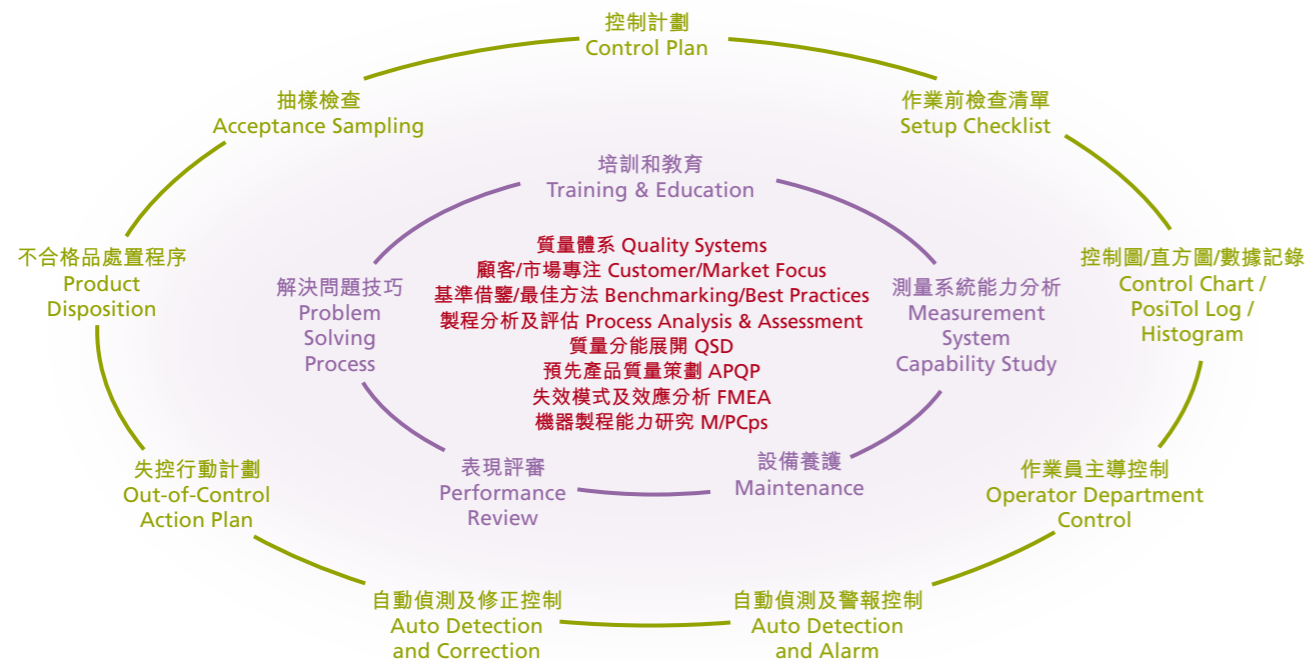 控制計劃
Control Plan
抽樣檢查
Acceptance Sampling
作業前檢查清單
Setup Checklist
培訓和教育
Training & Education
不合格品處置程序
Product
Disposition
解決問題技巧
Problem
Solving
Process
質量體系 Quality Systems
顧客/市場專注 Customer/Market Focus
基準借鑒/最佳方法 Benchmarking/Best Practices
製程分析及評估 Process Analysis & Assessment
質量分能展開 QSD
預先產品質量策劃 APQP
失效模式及效應分析 FMEA
機器製程能力研究 M/PCps
測量系統能力分析
Measurement
System
Capability Study
控制圖/直方圖/數據記錄
Control Chart /
PosiTol Log /
Histogram
失控行動計劃
Out-of-Control
Action Plan
表現評審
Performance
Review
設備養護
Maintenance
作業員主導控制
Operator Department
Control
自動偵測及修正控制
Auto Detection
and Correction
自動偵測及警報控制
Auto Detection
and Alarm